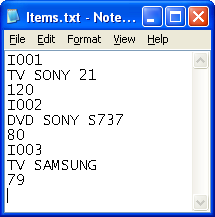 Items.txt - Note...
File Edit Format View Help
I001
TV SONY 21
120
I002
DVD SONY S737
80
I003
TV SAMSUNG
79